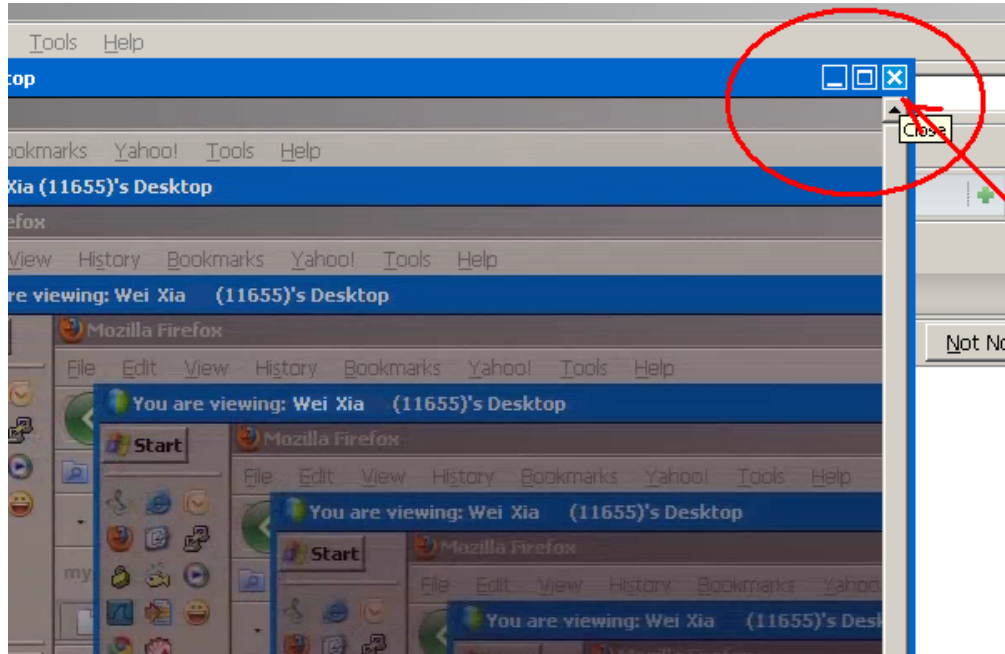 Tools Help
top
Close
ookmarks Yahoo! Tools Help
Xia (11655)'s Desktop
efox
View History Bookmarks Yahoo! Tools Help
re viewing: Wei Xia (11655)'s Desktop
Mozilla Firefox
Not No
File Edit View History Bookmarks Yahoo! Tools Help
You are viewing: Wei Xia (11655)'s Desktop
Start
Mozilla Firefox
File Edit View History Bookmarks Yahoo! Tools Help
You are viewing: Wei Xia (11655)'s Desktop
Start
Mozilla Firefox
my
File Edit View History Bookmarks Yahoo
You are viewing: Wei Xia (11655)'s Desk